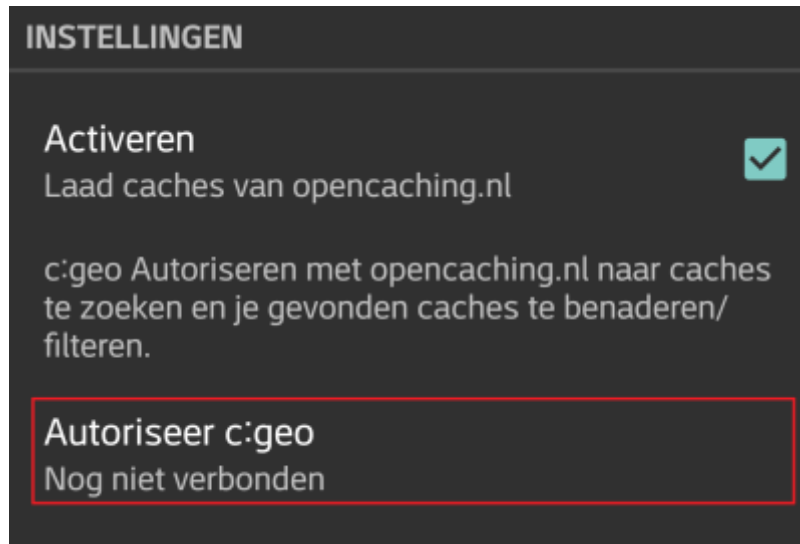 INSTELLINGEN
Activeren
Laad caches van opencaching.nl
c:geo Autoriseren met opencaching.nl naar caches
te zoeken en je gevonden caches te benaderen/
filteren.
Autoriseer c:geo
Nog niet verbonden